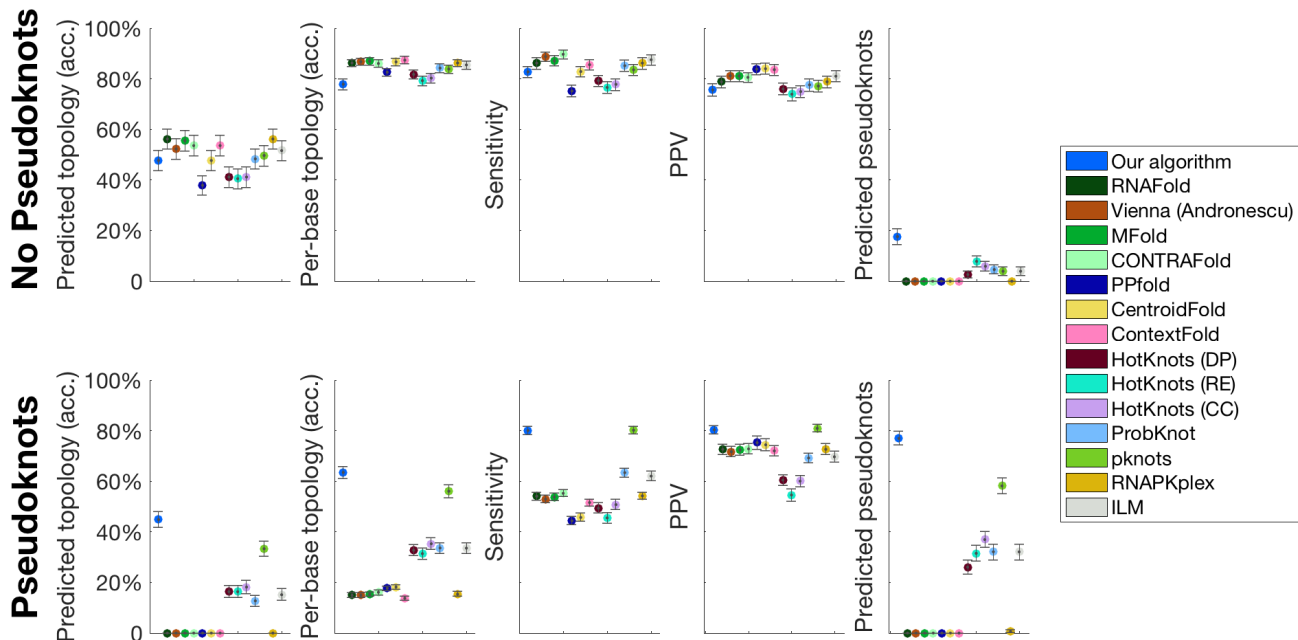 No Pseudoknots
Predicted topology (acc.)
100%
80%
60%
40%
20%
0
Per-base topology (acc.)
Sensitivity
PPV
Predicted pseudoknots
Pseudoknots
Predicted topology (acc.)
100%
80%
60%
40%
20%
0
Per-base topology (acc.)
Sensitivity
PPV
Predicted pseudoknots
Our algorithm
RNAFold
Vienna (Andronescu)
MFold
CONTRAFold
PPfold
CentroidFold
ContextFold
HotKnots (DP)
HotKnots (RE)
HotKnots (CC)
ProbKnot
pknots
RNAPKplex
ILM